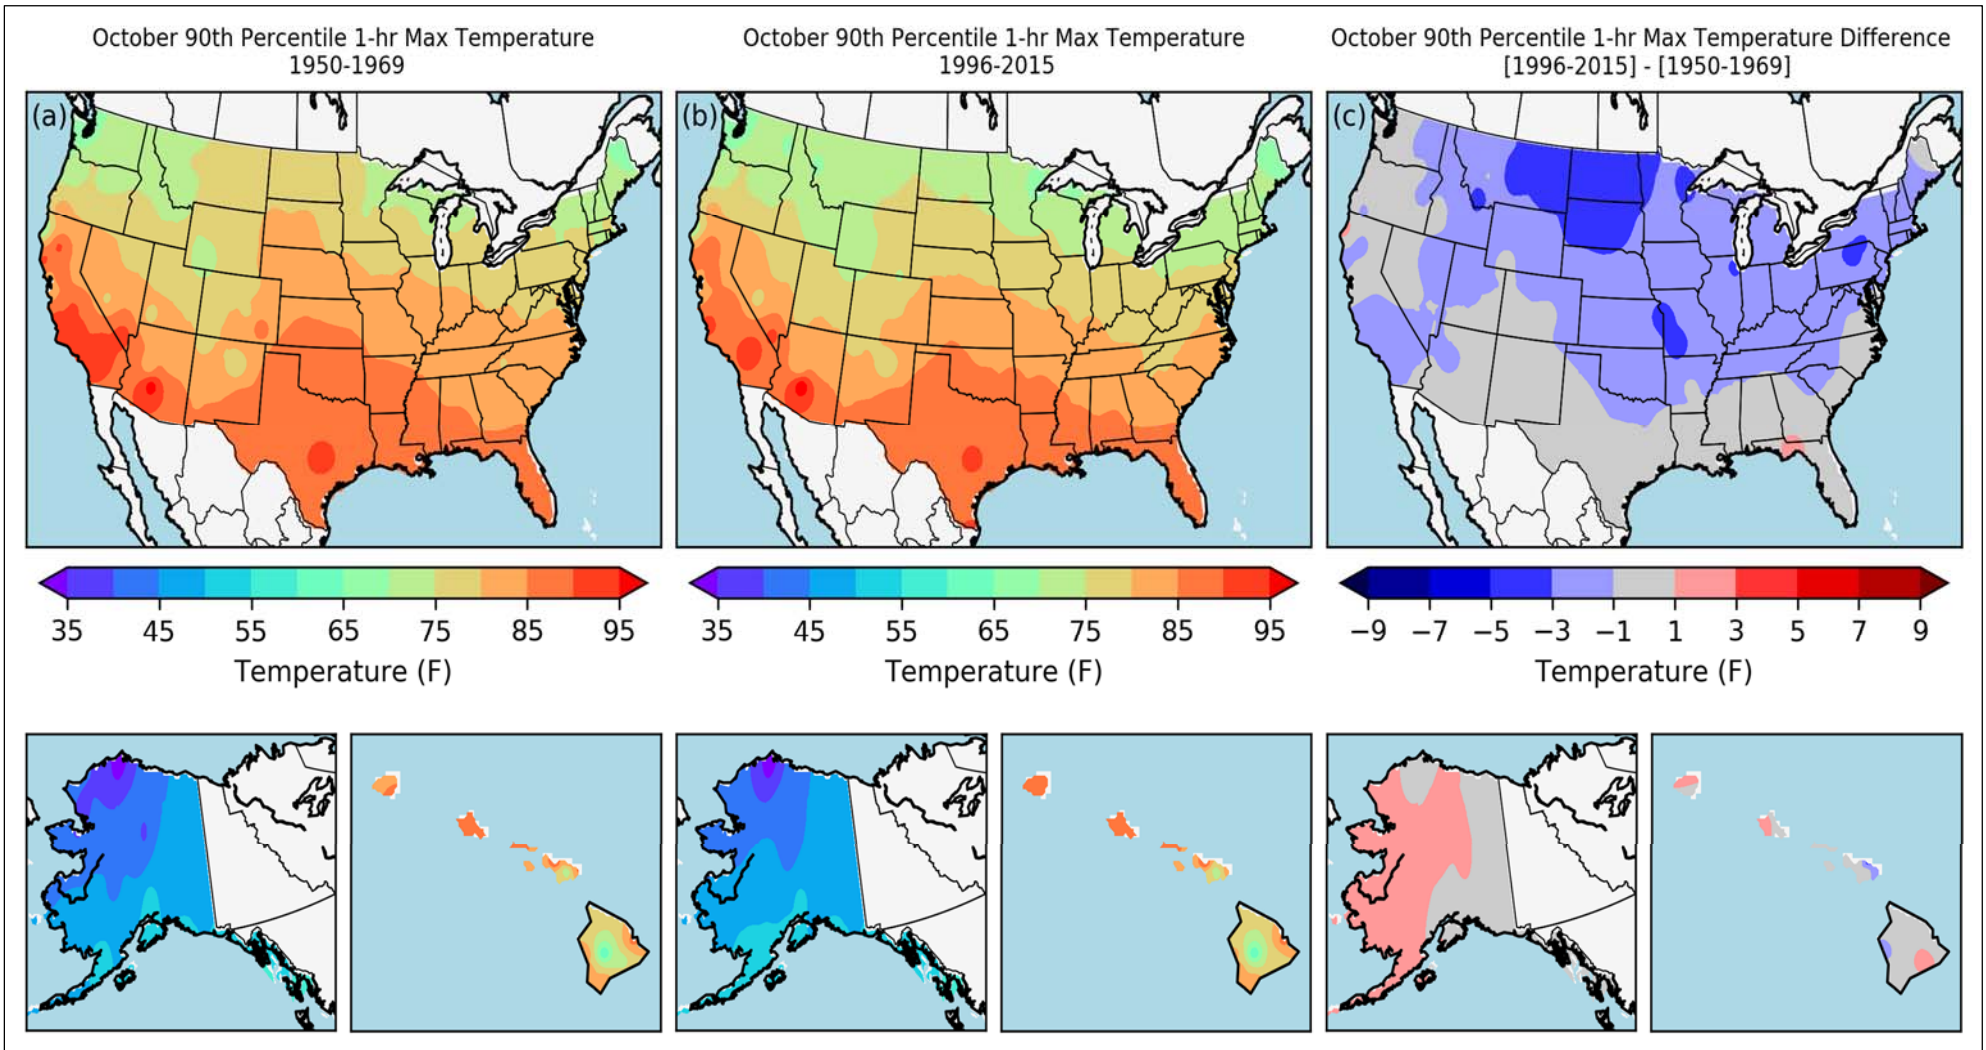 October 90th Percentile 1-hr Max Temperature
1950-1969
October 90th Percentile 1-hr Max Temperature
1996-2015
October 90th Percentile 1-hr Max Temperature Difference
[1996-2015] - [1950-1969]
(a)
(b)
(c)
35 45 55 65 75 85 95
Temperature (F)
35 45 55 65 75 85 95
Temperature (F)
−9 −7 −5 −3 −1 1 3 5 7 9
Temperature (F)